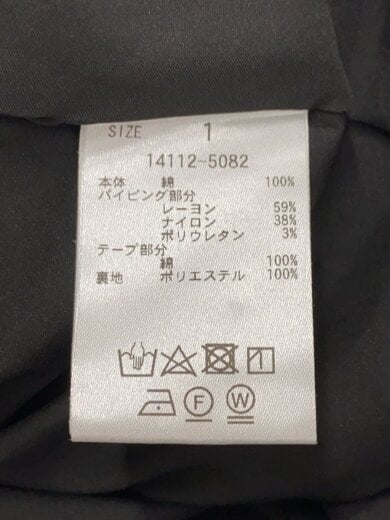 SIZE 1
14112-5082
本体 綿 100%
パイピング部分
レーヨン 59%
ナイロン 38%
ポリウレタン 3%
テープ部分
綿 100%
裏地 ポリエステル 100%
F W